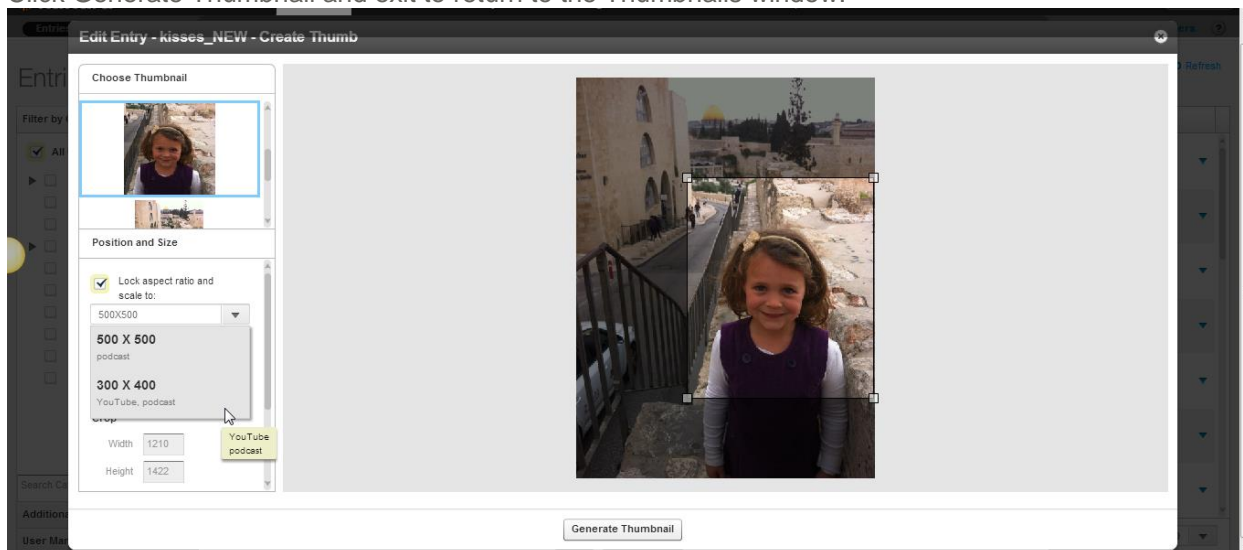 Click Generate Thumbnail and exit to return to the Thumbnails window.
Entries
Edit Entry - kisses_NEW - Create Thumb
Entri
Refresh
Choose Thumbnail
Filter by
All
Position and Size
Lock aspect ratio and
scale to:
500X500
500 X 500
podcast
300 X 400
YouTube, podcast
Crop
YouTube
podcast
Width 1210
Height 1422
Search Ca
Additiona
User Man
Generate Thumbnail